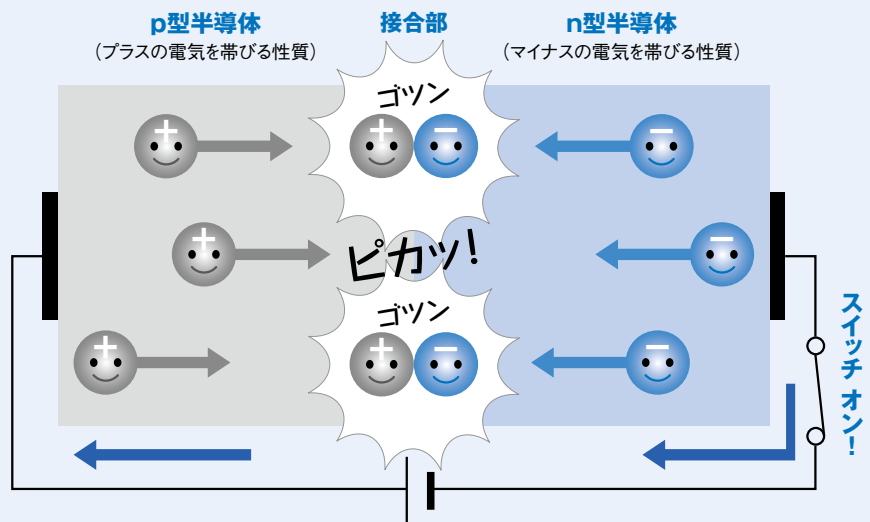 p型半導体
(プラスの電気を帯びる性質)
接合部
n型半導体
(マイナスの電気を帯びる性質)
ゴツン
+
−
+
−
+
−
ピカッ!
ゴツン
+
−
+
−
スイッチ オン!